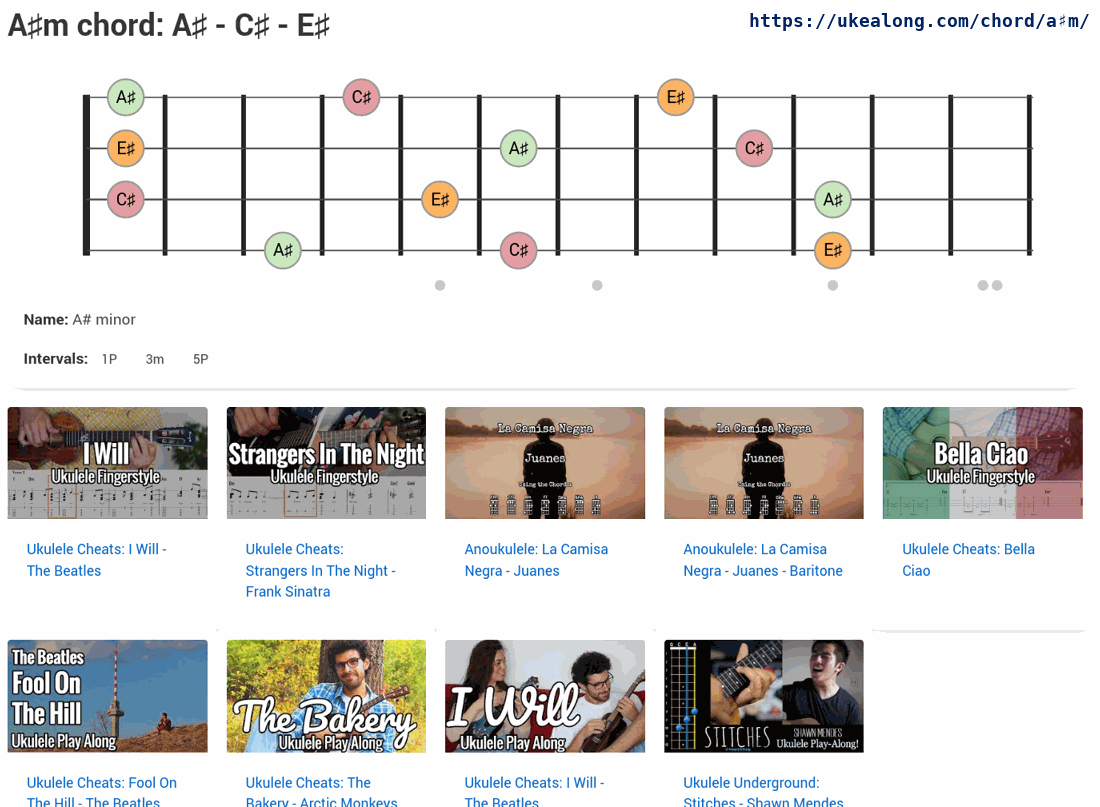 A♯m chord: A♯ - C♯ - E♯
https://ukealong.com/chord/a♯m/
A♯ C♯ E♯
E♯ A♯ C♯
C♯ E♯ A♯
A♯ C♯ E♯
Name: A# minor
Intervals: 1P 3m 5P
I Will
Ukulele Fingerstyle
Strangers In The Night
Ukulele Fingerstyle
La Camisa Negra
Juanes
Using the Chords
La Camisa Negra
Juanes
Using the Chords
Bella Ciao
Ukulele Fingerstyle
Ukulele Cheats: I Will -
The Beatles
Ukulele Cheats:
Strangers In The Night -
Frank Sinatra
Anoukulele: La Camisa
Negra - Juanes
Anoukulele: La Camisa
Negra - Juanes - Baritone
Ukulele Cheats: Bella
Ciao
The Beatles
Fool On
The Hill
Ukulele Play Along
The Bakery
Ukulele Play Along
I Will
Ukulele Play Along
STITCHES
SHAWN MENDES
Ukulele Play-Along!
Ukulele Cheats: Fool On
The Hill - The Beatles
Ukulele Cheats: The
Bakery - Arctic Monkeys
Ukulele Cheats: I Will -
The Beatles
Ukulele Underground:
Stitches - Shawn Mendes